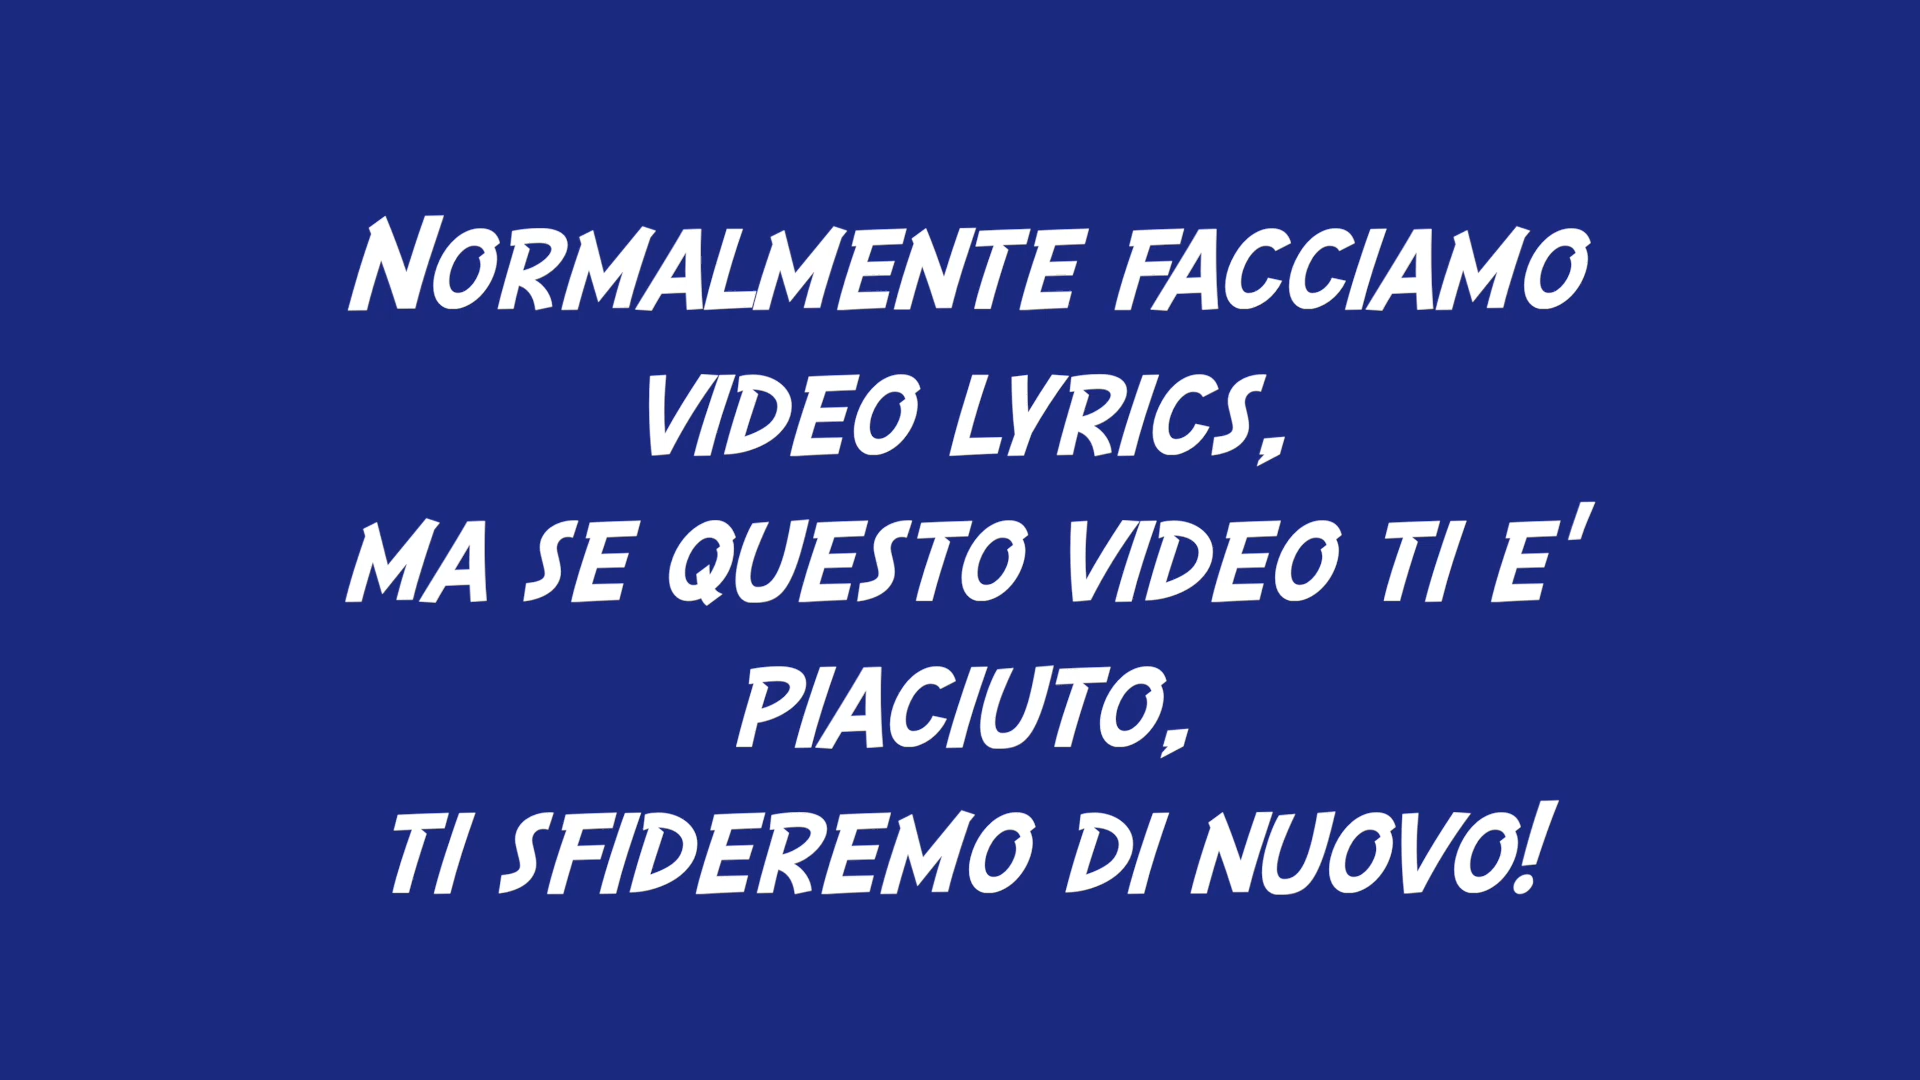 Normalmente facciamo
video lyrics,
ma se questo video ti e'
piaciuto,
ti sfideremo di nuovo!